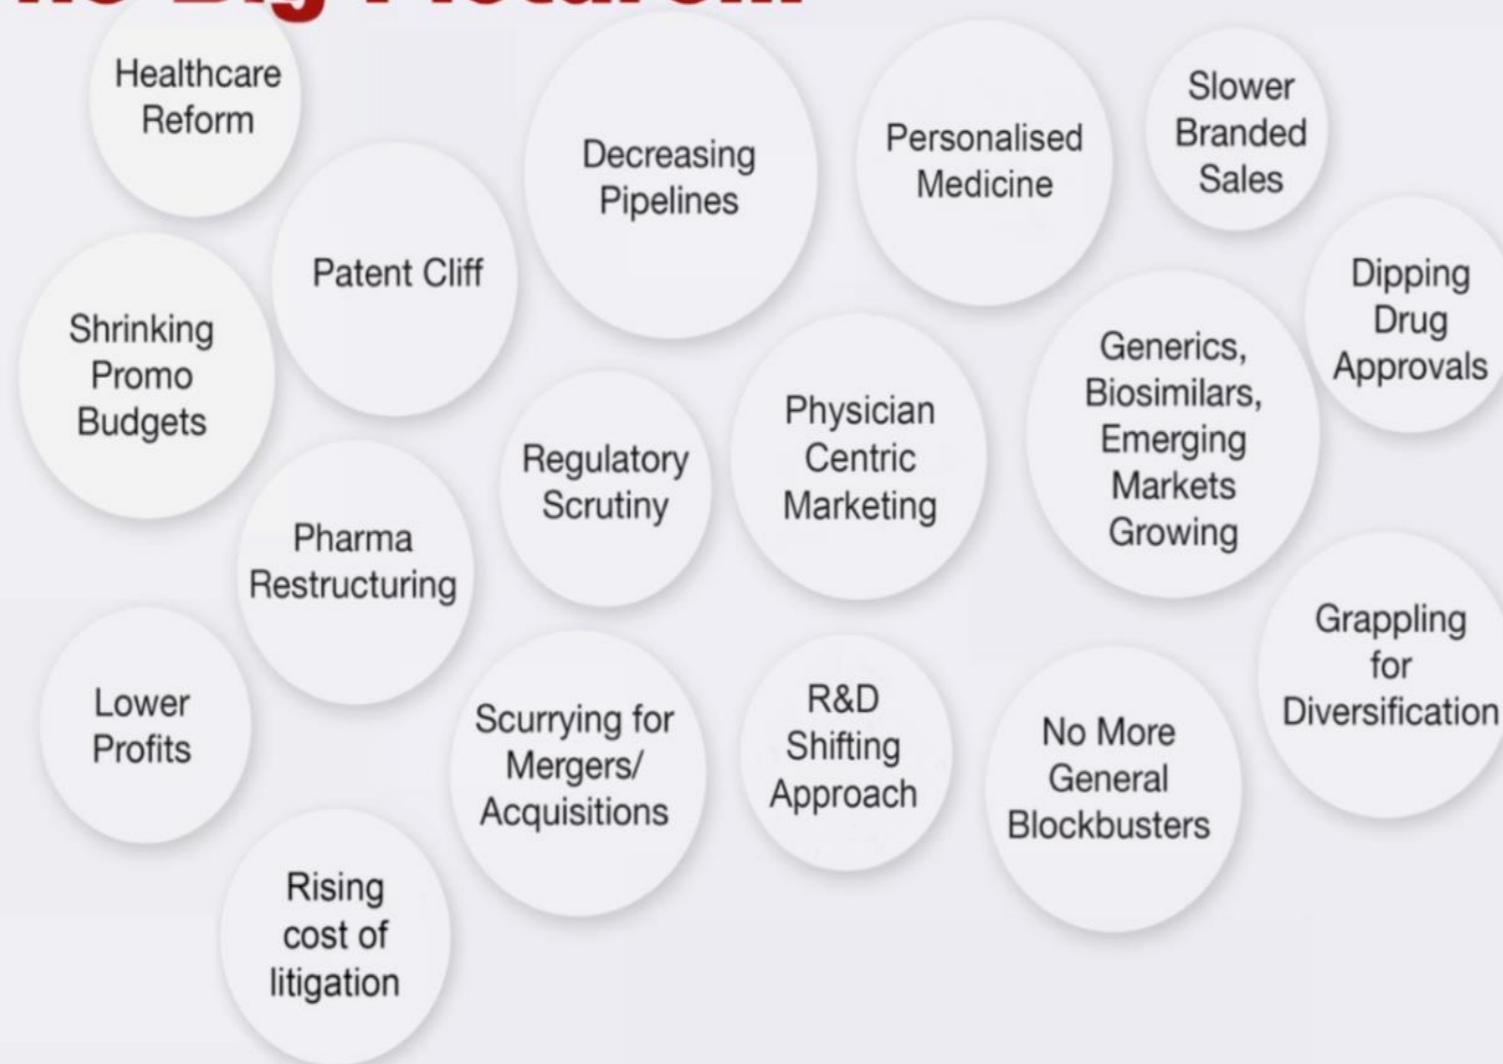 Healthcare
Reform
Decreasing
Pipelines
Personalised
Medicine
Slower
Branded
Sales
Patent Cliff
Dipping
Drug
Approvals
Shrinking
Promo
Budgets
Regulatory
Scrutiny
Physician
Centric
Marketing
Generics,
Biosimilars,
Emerging
Markets
Growing
Pharma
Restructuring
Grappling
for
Diversification
Lower
Profits
Scurrying for
Mergers/
Acquisitions
R&D
Shifting
Approach
No More
General
Blockbusters
Rising
cost of
litigation